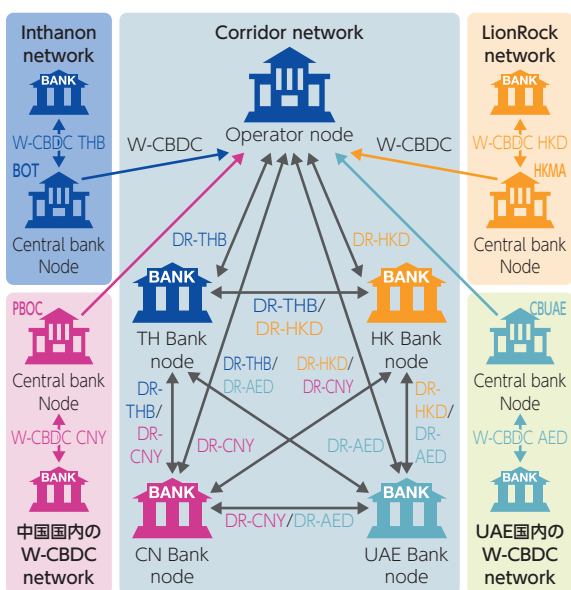 Inthanon
network
BANK
W-CBDC THB
BOT
Central bank
Node
Corridor network
Operator node
W-CBDC
W-CBDC
LionRock
network
BANK
W-CBDC HKD
HKMA
Central bank
Node
DR-THB
DR-HKD
BANK
TH Bank
node
DR-THB/
DR-HKD
BANK
HK Bank
node
PBOC
Central bank
Node
W-CBDC CNY
BANK
中国国内の
W-CBDC
network
DR-
THB/
DR-
CNY
DR-THB/
DR-AED
DR-HKD/
DR-CNY
DR-
HKD/
DR-
AED
DR-CNY
DR-AED
BANK
CN Bank
node
DR-CNY/DR-AED
BANK
UAE Bank
node
CBUAE
Central bank
Node
W-CBDC AED
BANK
UAE国内の
W-CBDC
network